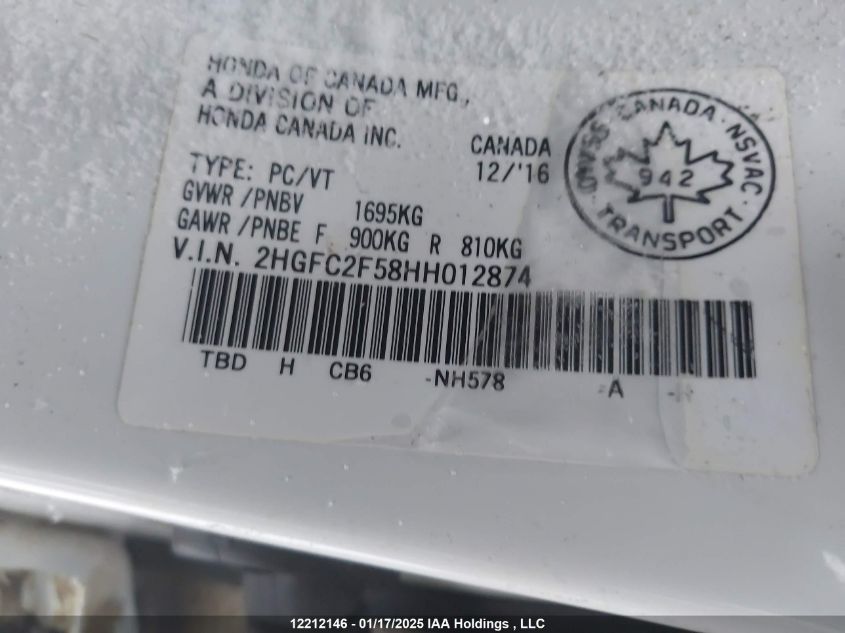 HONDA OF CANADA MFG.,
A DIVISION OF
HONDA CANADA INC.
CANADA
12/'16
TYPE: PC/VT
GVWR /PNBV 1695KG
GAWR /PNBE F 900KG R 810KG
V.I.N. 2HGFC2F58HH012874
TBD H CB6 -NH578 -A -
CANADA · NSVAC · TRANSPORT · CMVSS
942
12212146 - 01/17/2025 IAA Holdings , LLC